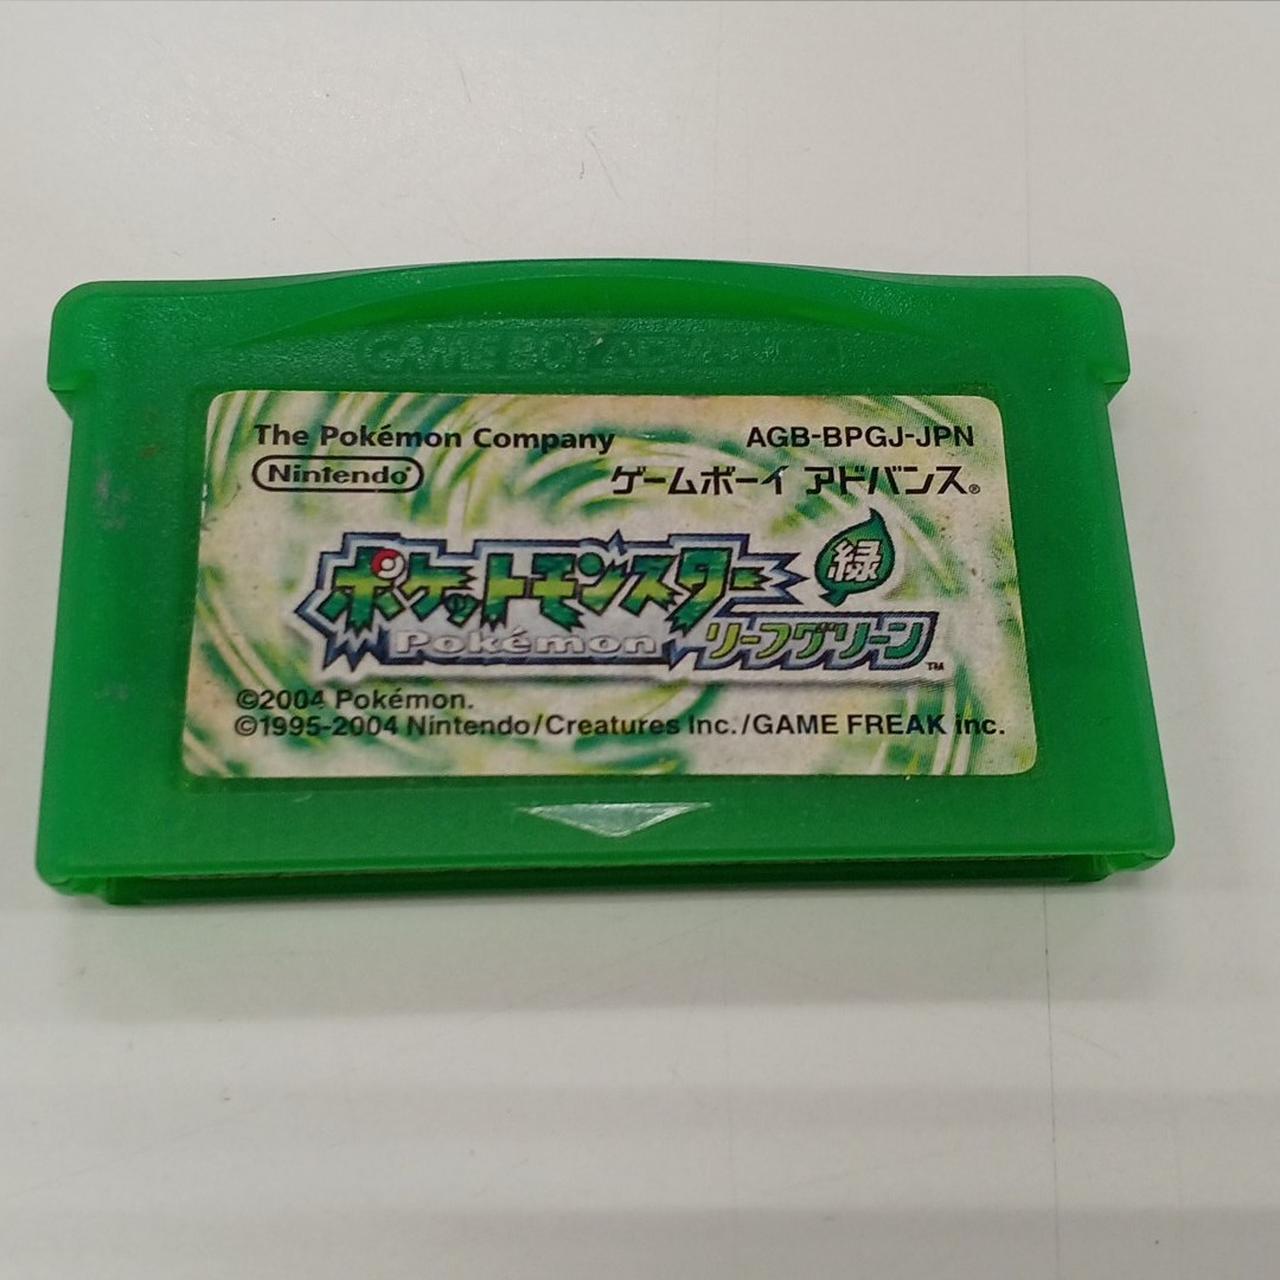 GAME BOY ADVANCE
The Pokémon Company AGB-BPGJ-JPN
Nintendo® ゲームボーイ アドバンス®
ポケットモンスター 緑
Pokémon リーフグリーン™
©2004 Pokémon.
©1995-2004 Nintendo/Creatures Inc./GAME FREAK inc.